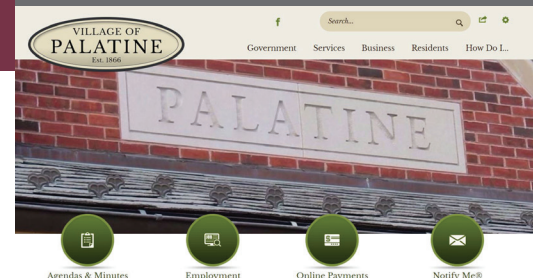 VILLAGE OF
PALATINE
Est. 1866
f
Search...
Government Services Business Residents How Do I...
PALATINE
Agendas & Minutes Employment Online Payments Notify Me®